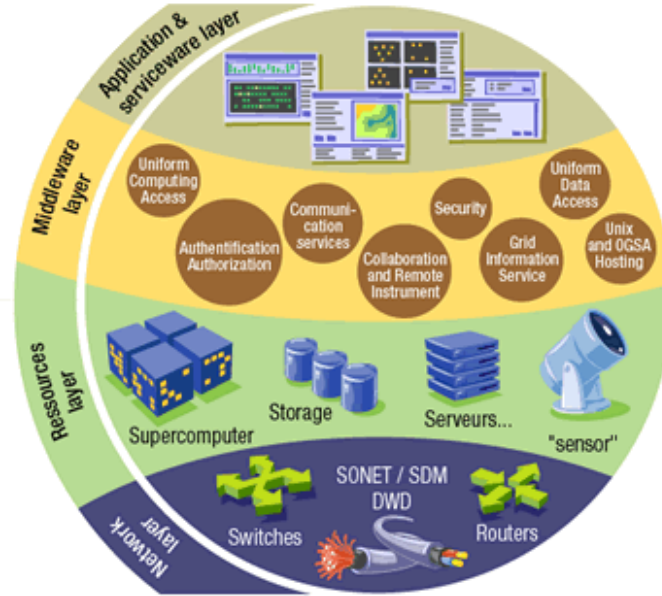 Application &
serviceware layer
Middleware
layer
Uniform
Computing
Access
Authentification
Authorization
Communi-
cation
services
Collaboration
and Remote
Instrument
Security
Grid
Information
Service
Uniform
Data
Access
Unix
and OGSA
Hosting
Ressources
layer
Supercomputer
Storage
Serveurs...
"sensor"
Network
layer
Switches
SONET / SDM
DWD
Routers